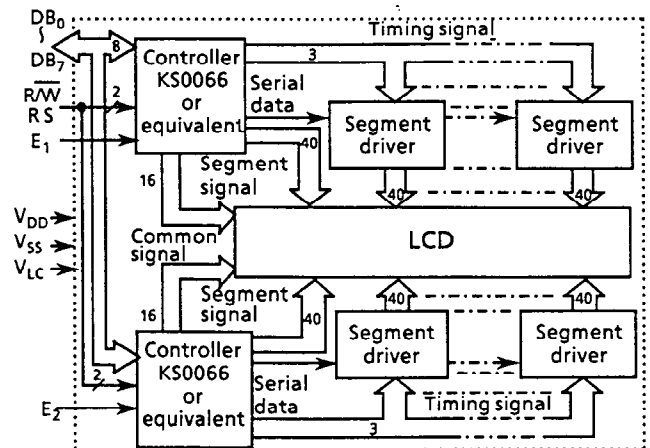 DB0
DB7
R/W
RS
E1
2
8
Controller
KS0066
or
equivalent
3
Timing signal
Serial
data
40
Segment
driver
Segment
driver
16
Segment
signal
40
40
LCD
VDD
VSS
VLC
Common
signal
Segment
signal
16
40
40
40
Controller
KS0066
or
equivalent
2
E2
Segment
driver
Segment
driver
Serial
data
Timing signal
3